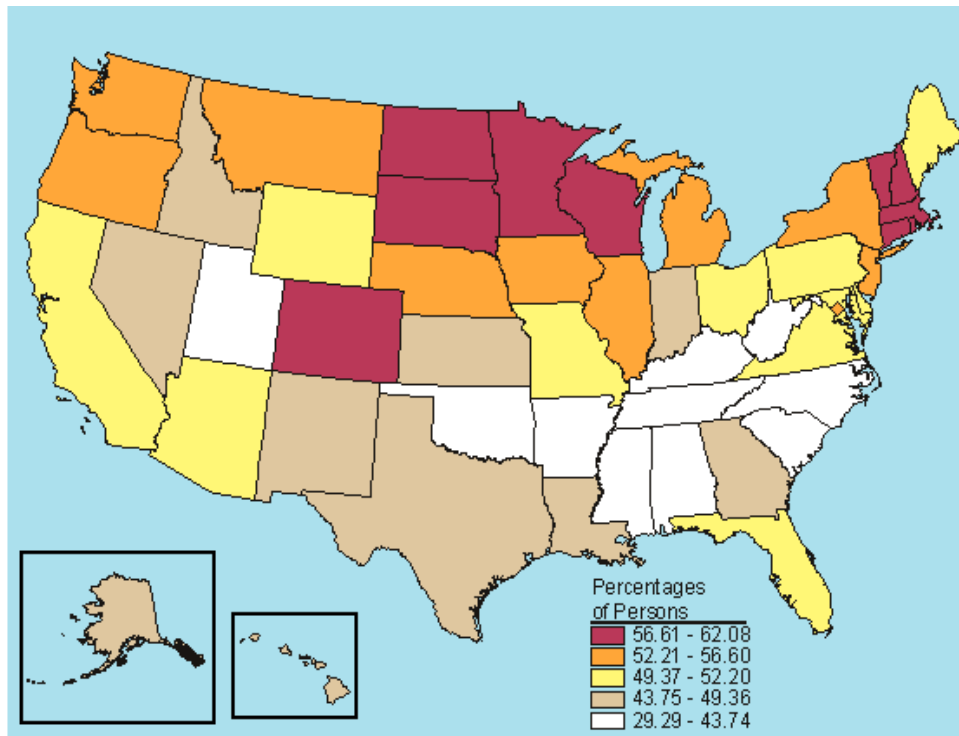 Percentages
of Persons
56.61 - 62.08
52.21 - 56.60
49.37 - 52.20
43.75 - 49.36
29.29 - 43.74